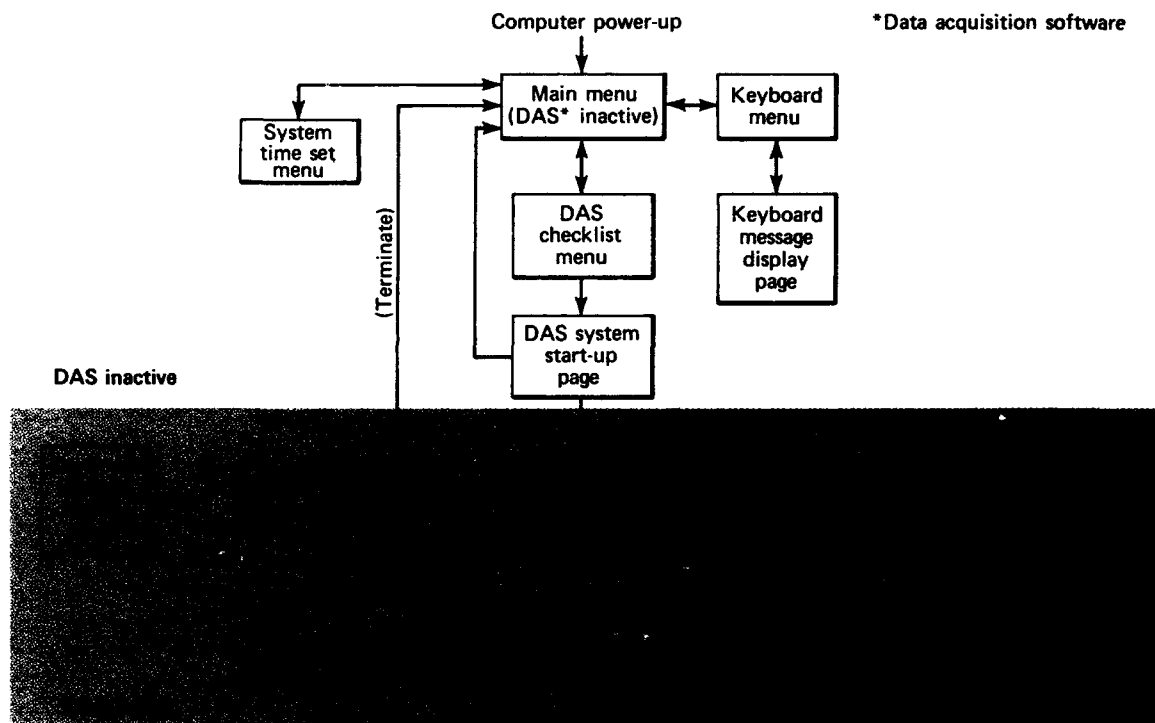 Computer power-up
*Data acquisition software
Main menu
(DAS* inactive)
Keyboard
menu
System
time set
menu
DAS
checklist
menu
Keyboard
message
display
page
(Terminate)
DAS system
start-up
page
DAS inactive